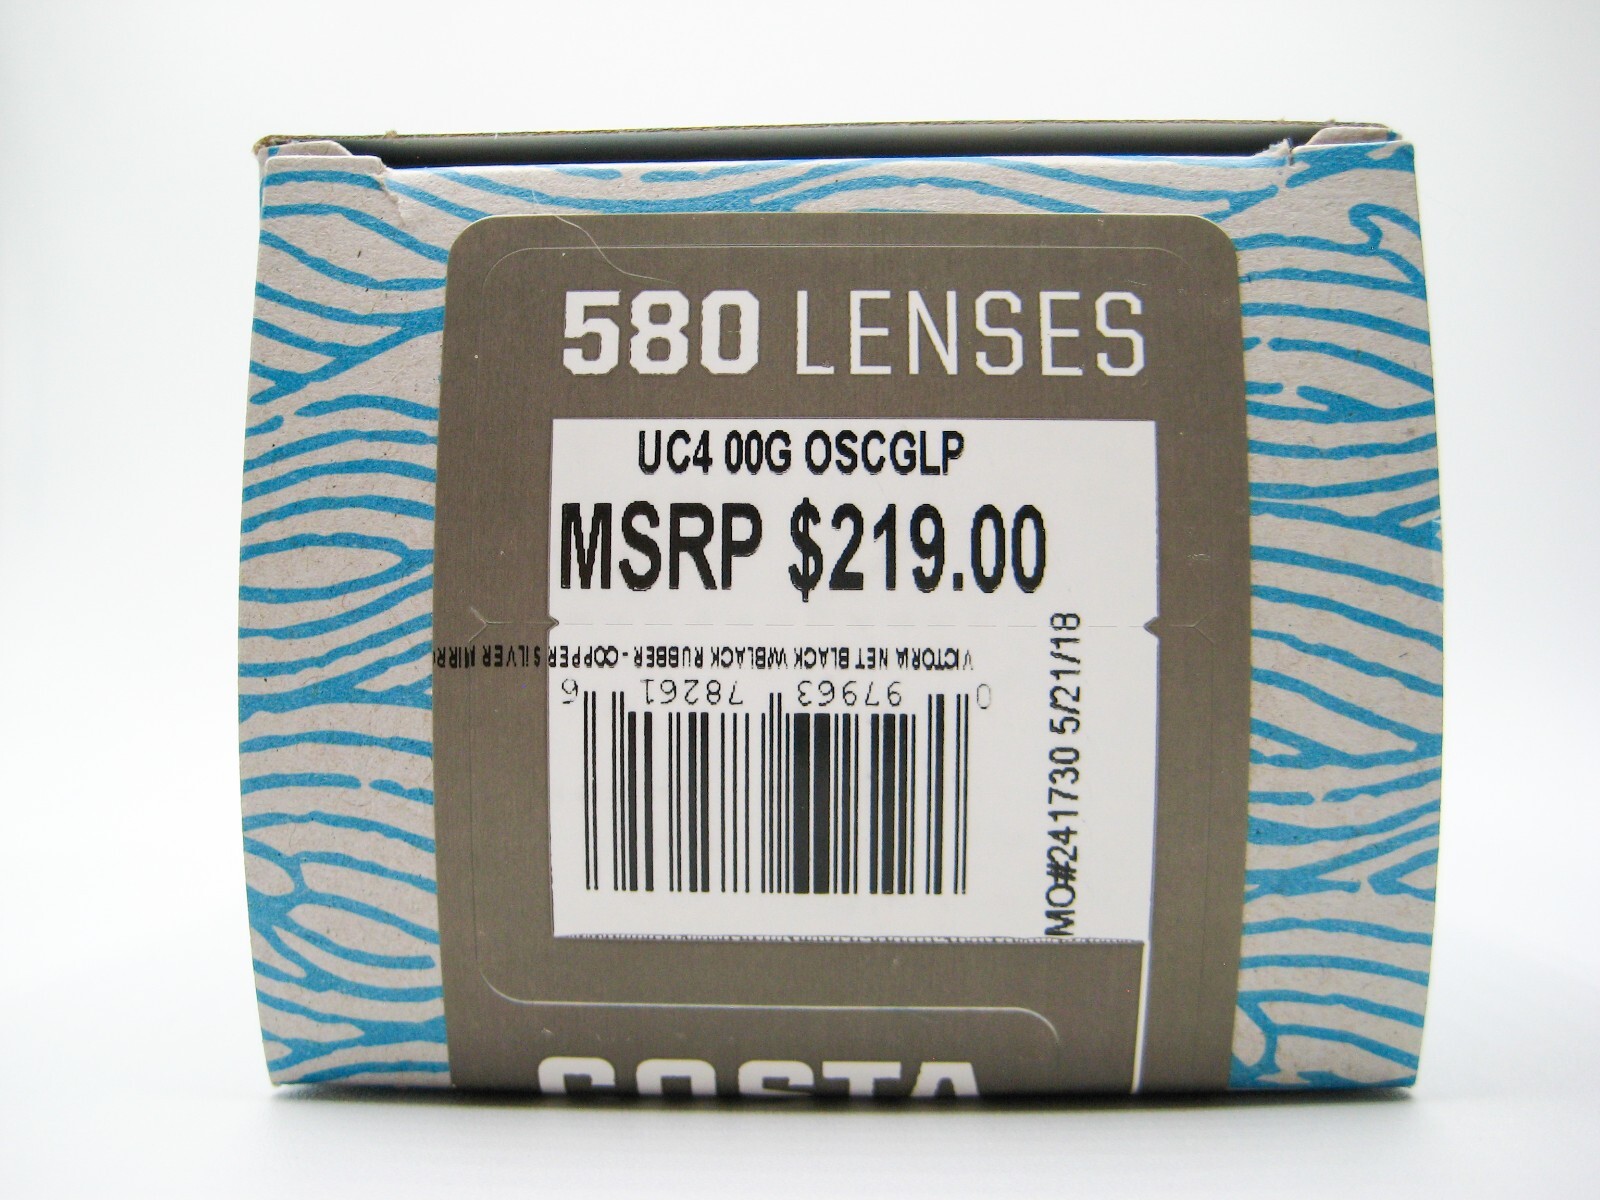 580 LENSES
UC4 00G OSCGLP
MSRP $219.00
VICTORIA NET BLACK W/BLACK RUBBER - COPPER SILVER MIRRO
0 97963 78261 6
MO#241730 5/21/18
COSTA